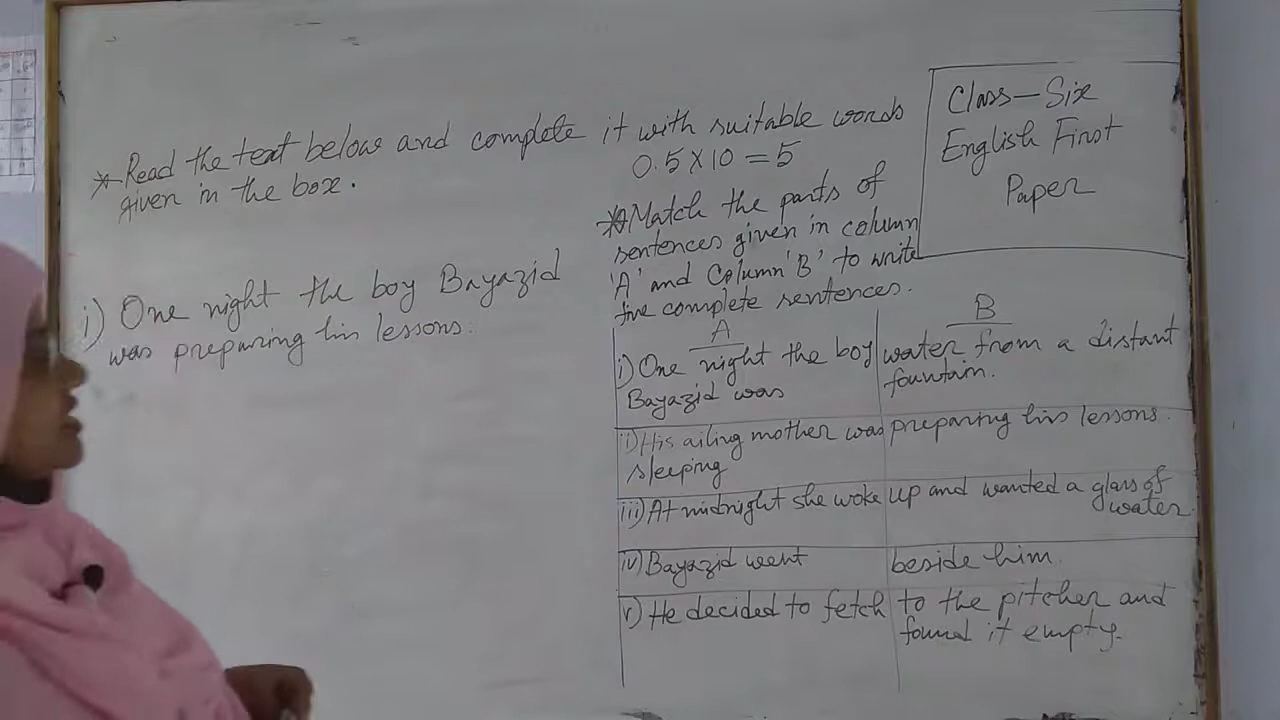 * Read the text below and complete it with suitable words
given in the box.
0.5 × 10 = 5
Class - Six
English First
Paper
i) One night the boy Bayazid
was preparing his lessons.
* Match the parts of
sentences given in column
'A' and Column 'B' to write
five complete sentences.
A
B
i) One night the boy
Bayazid was
water from a distant
fountain.
ii) His ailing mother was
sleeping
preparing his lessons.
iii) At midnight she woke
up and wanted a glass of
water.
iv) Bayazid went
beside him.
v) He decided to fetch
to the pitcher and
found it empty.